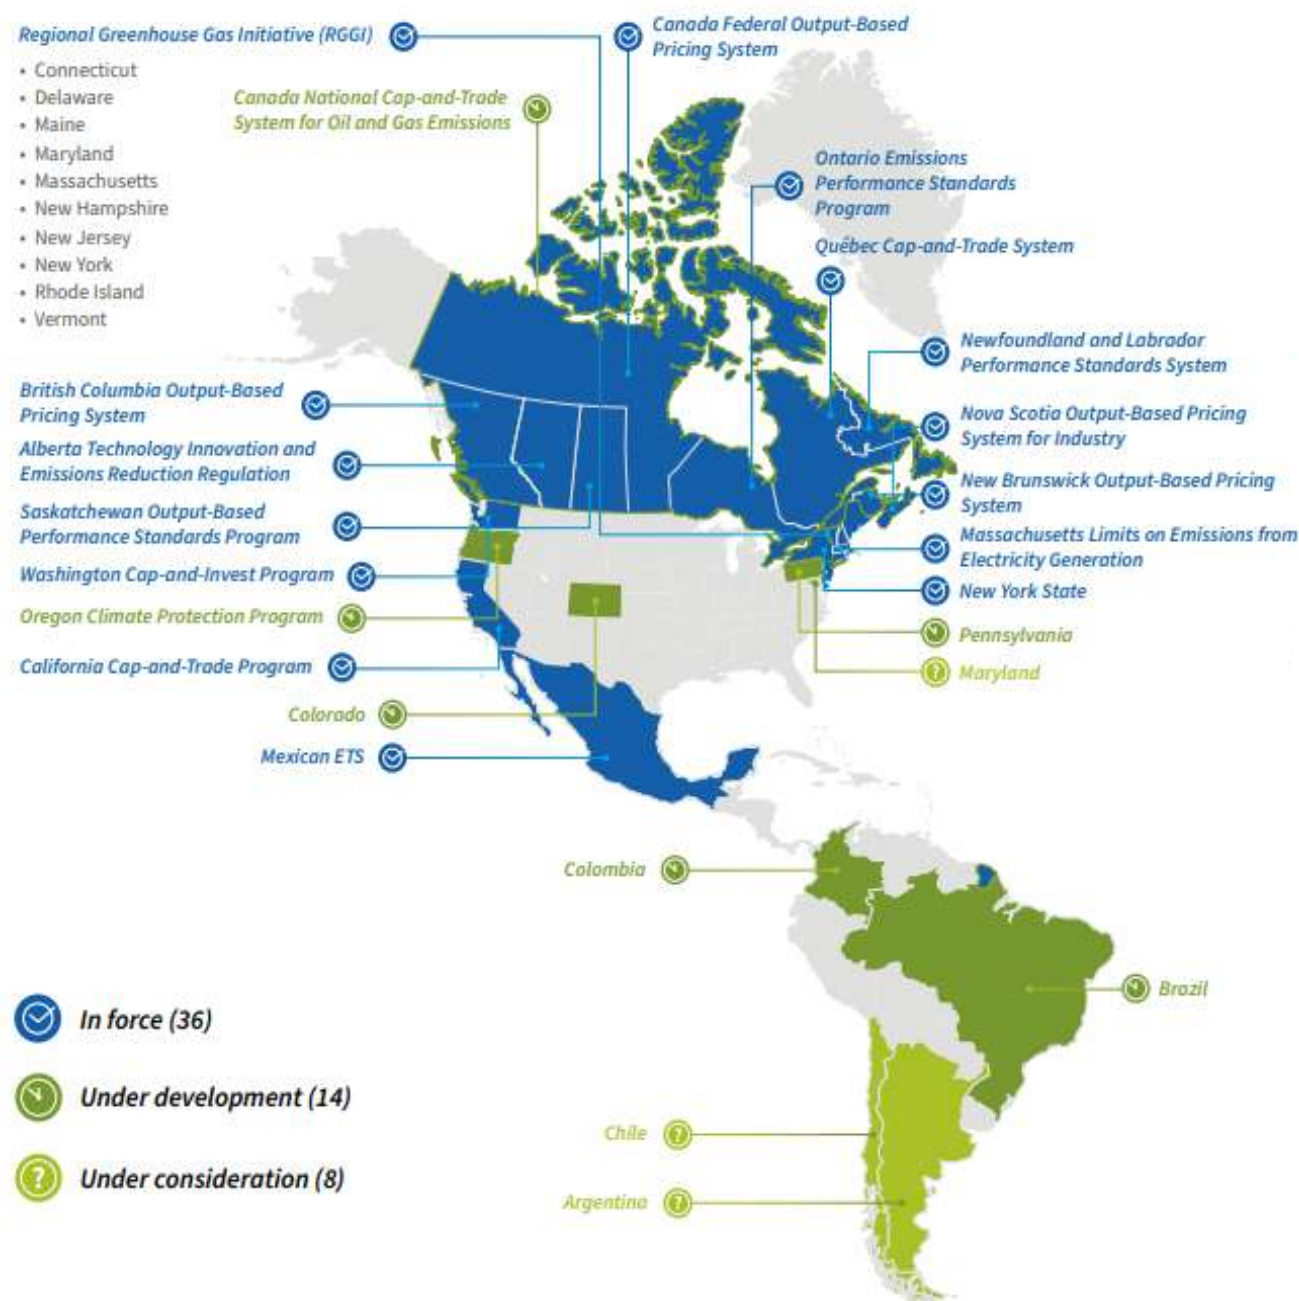 Regional Greenhouse Gas Initiative (RGGI)
• Connecticut
• Delaware
• Maine
• Maryland
• Massachusetts
• New Hampshire
• New Jersey
• New York
• Rhode Island
• Vermont
Canada Federal Output-Based
Pricing System
Canada National Cap-and-Trade
System for Oil and Gas Emissions
Ontario Emissions
Performance Standards
Program
Québec Cap-and-Trade System
Newfoundland and Labrador
Performance Standards System
Nova Scotia Output-Based Pricing
System for Industry
New Brunswick Output-Based Pricing
System
Massachusetts Limits on Emissions from
Electricity Generation
New York State
Pennsylvania
Maryland
British Columbia Output-Based
Pricing System
Alberta Technology Innovation and
Emissions Reduction Regulation
Saskatchewan Output-Based
Performance Standards Program
Washington Cap-and-Invest Program
Oregon Climate Protection Program
California Cap-and-Trade Program
Colorado
Mexican ETS
Colombia
Brazil
Chile
Argentina
In force (36)
Under development (14)
? Under consideration (8)